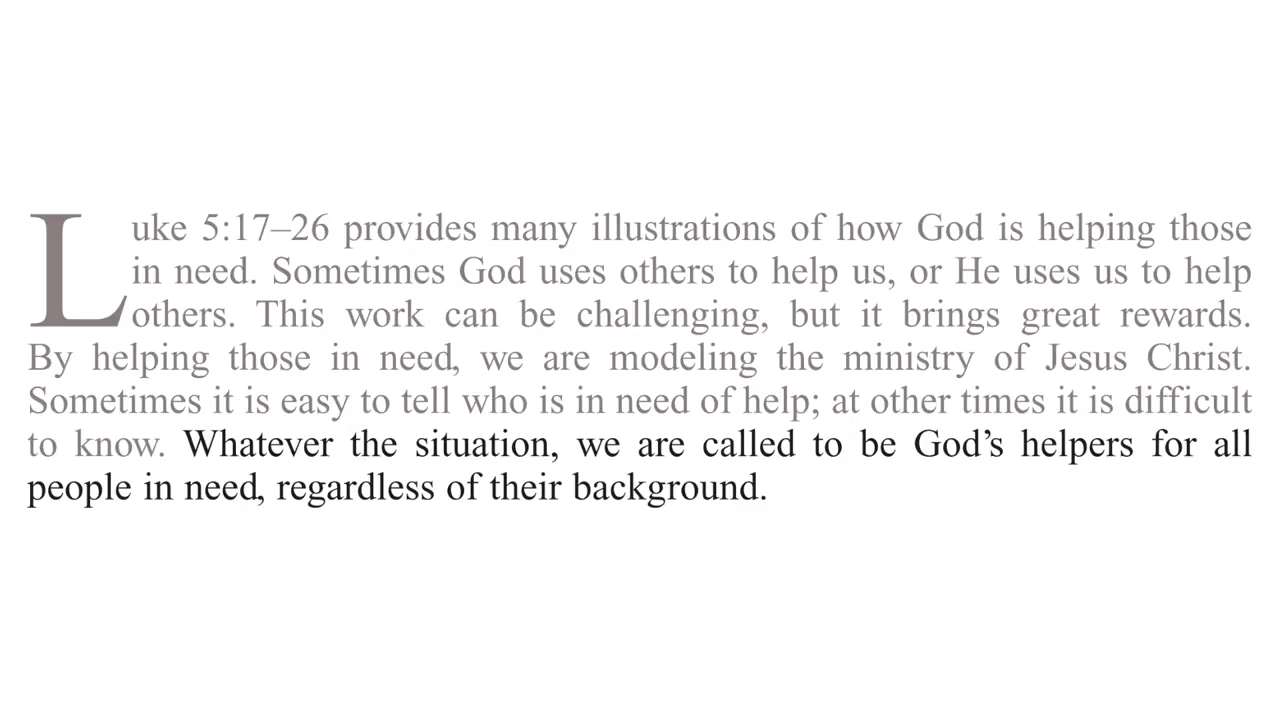 Luke 5:17–26 provides many illustrations of how God is helping those
in need. Sometimes God uses others to help us, or He uses us to help
others. This work can be challenging, but it brings great rewards.
By helping those in need, we are modeling the ministry of Jesus Christ.
Sometimes it is easy to tell who is in need of help; at other times it is difficult
to know. Whatever the situation, we are called to be God’s helpers for all
people in need, regardless of their background.